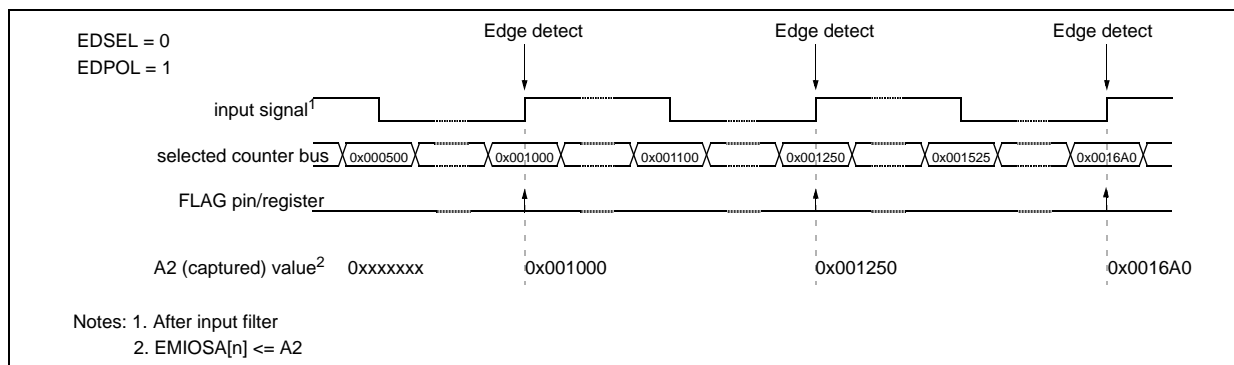 EDSEL = 0
EDPOL = 1
Edge detect Edge detect Edge detect
input signal1
selected counter bus 0x000500 0x001000 0x001100 0x001250 0x001525 0x0016A0
FLAG pin/register
A2 (captured) value2 0xxxxxxx 0x001000 0x001250 0x0016A0
Notes: 1. After input filter
2. EMIOSA[n] <= A2